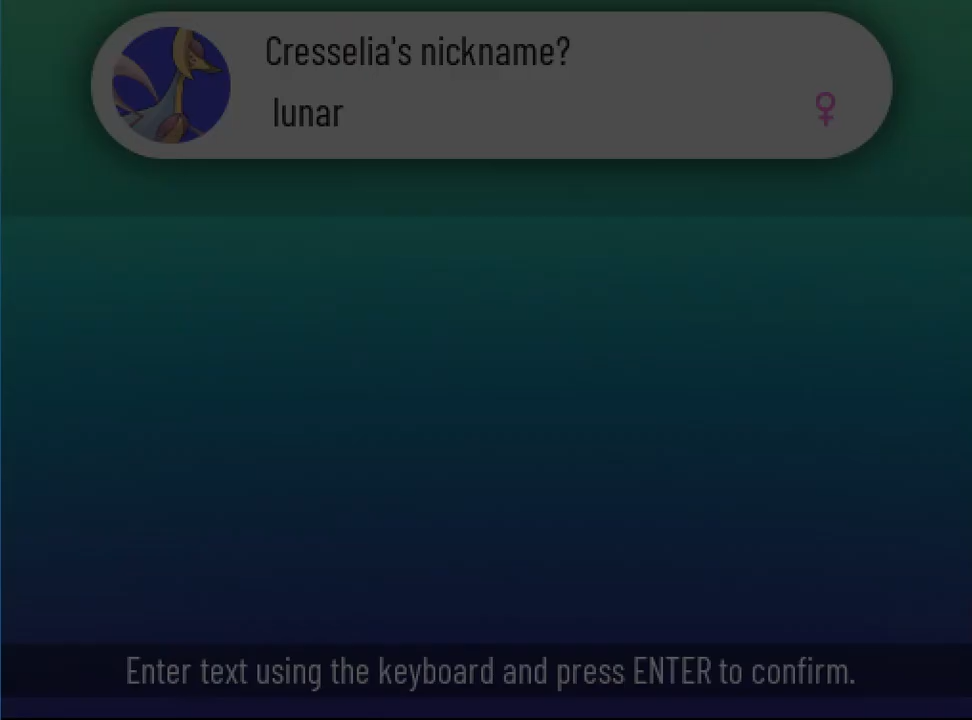 Cresselia's nickname?
lunar
♀
Enter text using the keyboard and press ENTER to confirm.